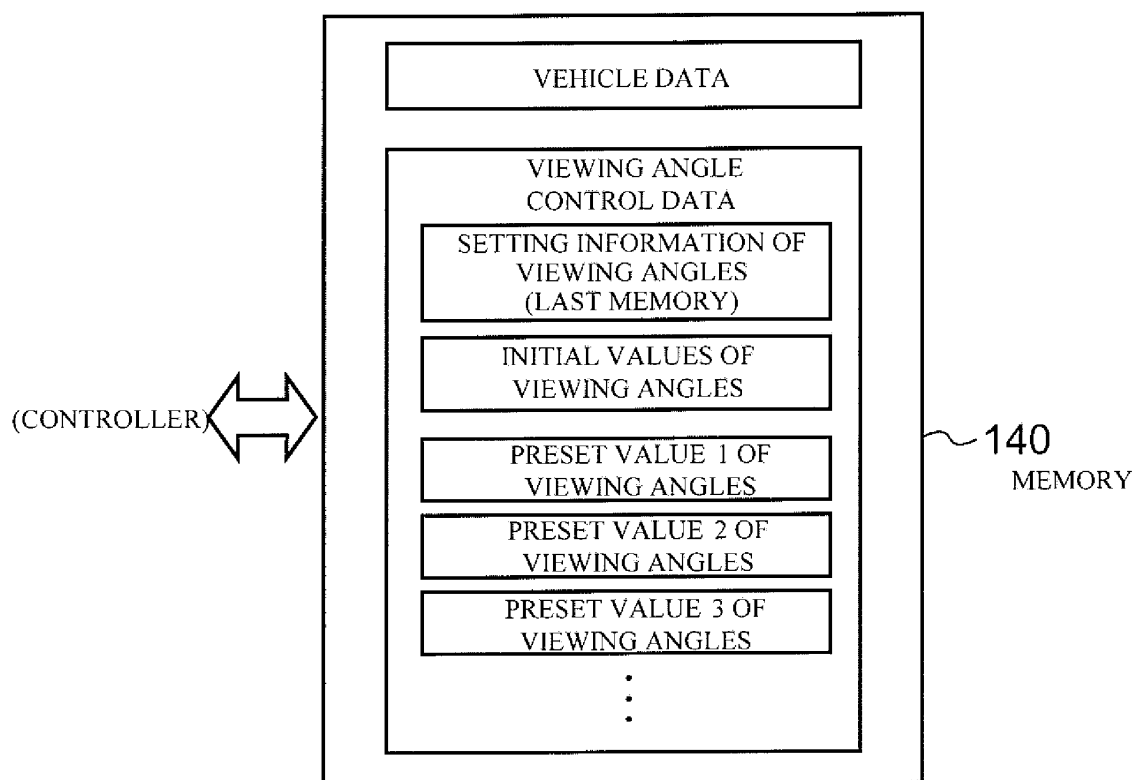 VEHICLE DATA
VIEWING ANGLE
CONTROL DATA
SETTING INFORMATION OF
VIEWING ANGLES
(LAST MEMORY)
INITIAL VALUES OF
VIEWING ANGLES
(CONTROLLER)
PRESET VALUE 1 OF
VIEWING ANGLES
140
MEMORY
PRESET VALUE 2 OF
VIEWING ANGLES
PRESET VALUE 3 OF
VIEWING ANGLES